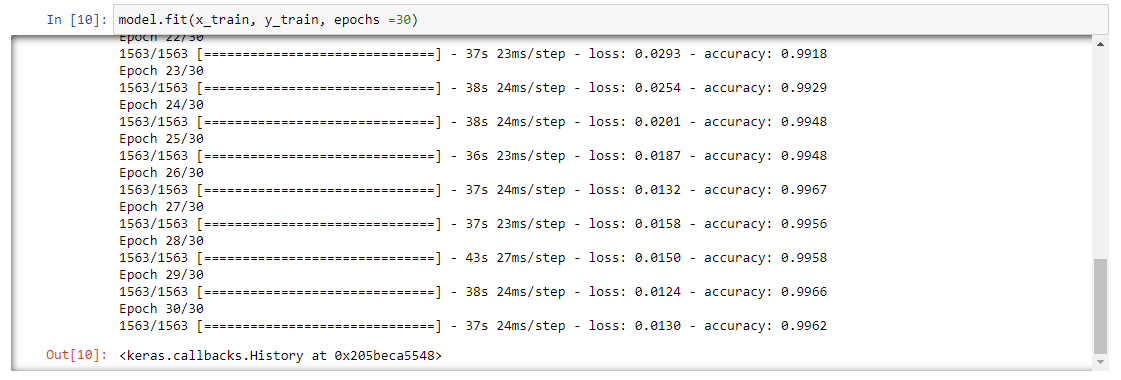 In [10]: model.fit(x_train, y_train, epochs =30)
Epoch 22/30
1563/1563 [==============================] - 37s 23ms/step - loss: 0.0293 - accuracy: 0.9918
Epoch 23/30
1563/1563 [==============================] - 38s 24ms/step - loss: 0.0254 - accuracy: 0.9929
Epoch 24/30
1563/1563 [==============================] - 38s 24ms/step - loss: 0.0201 - accuracy: 0.9948
Epoch 25/30
1563/1563 [==============================] - 36s 23ms/step - loss: 0.0187 - accuracy: 0.9948
Epoch 26/30
1563/1563 [==============================] - 37s 24ms/step - loss: 0.0132 - accuracy: 0.9967
Epoch 27/30
1563/1563 [==============================] - 37s 23ms/step - loss: 0.0158 - accuracy: 0.9956
Epoch 28/30
1563/1563 [==============================] - 43s 27ms/step - loss: 0.0150 - accuracy: 0.9958
Epoch 29/30
1563/1563 [==============================] - 38s 24ms/step - loss: 0.0124 - accuracy: 0.9966
Epoch 30/30
1563/1563 [==============================] - 37s 24ms/step - loss: 0.0130 - accuracy: 0.9962
Out[10]: <keras.callbacks.History at 0x205beca5548>